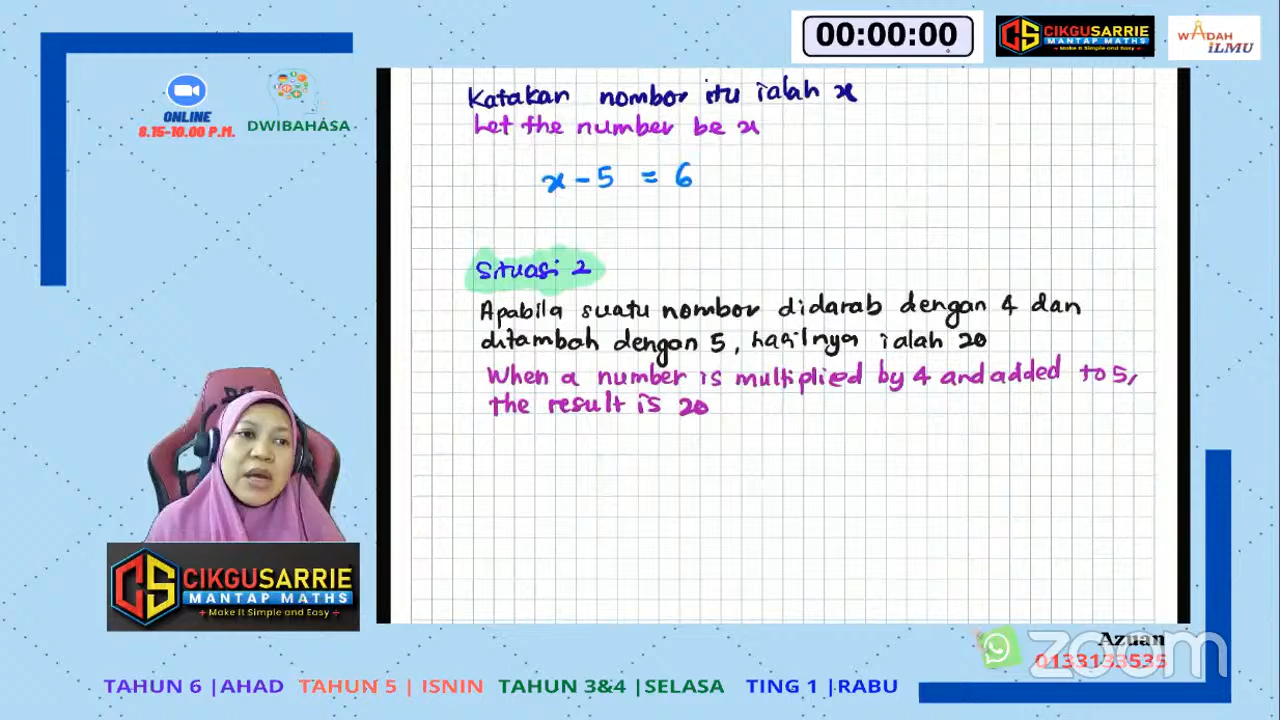 00:00:00
CS CIKGUSARRIE
MANTAP MATHS
Make It Simple and Easy
WADAH
iLMU
ONLINE
8.15-10.00 P.M.
DWIBAHASA
Katakan nombor itu ialah x
Let the number be x
x - 5 = 6
Situasi 2
Apabila suatu nombor didarab dengan 4 dan
ditambah dengan 5, hasilnya ialah 20
When a number is multiplied by 4 and added to 5,
the result is 20
CS CIKGUSARRIE
MANTAP MATHS
+ Make It Simple and Easy +
Azuan
zoom
0133133535
TAHUN 6 |AHAD TAHUN 5 | ISNIN TAHUN 3&4 |SELASA TING 1 |RABU